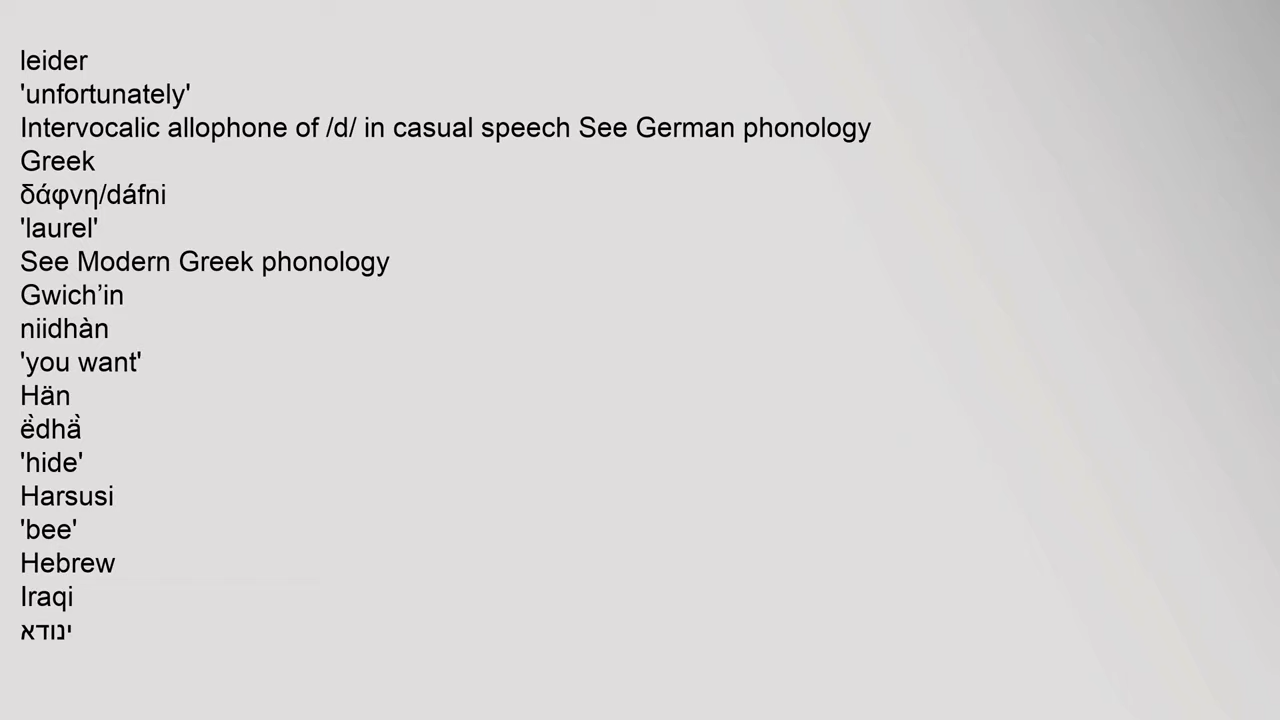 leider
'unfortunately'
Intervocalic allophone of /d/ in casual speech See German phonology
Greek
δάφνη/dáfni
'laurel'
See Modern Greek phonology
Gwich’in
niidhàn
'you want'
Hän
ë̀dhä̀
'hide'
Harsusi
'bee'
Hebrew
Iraqi
ינודא